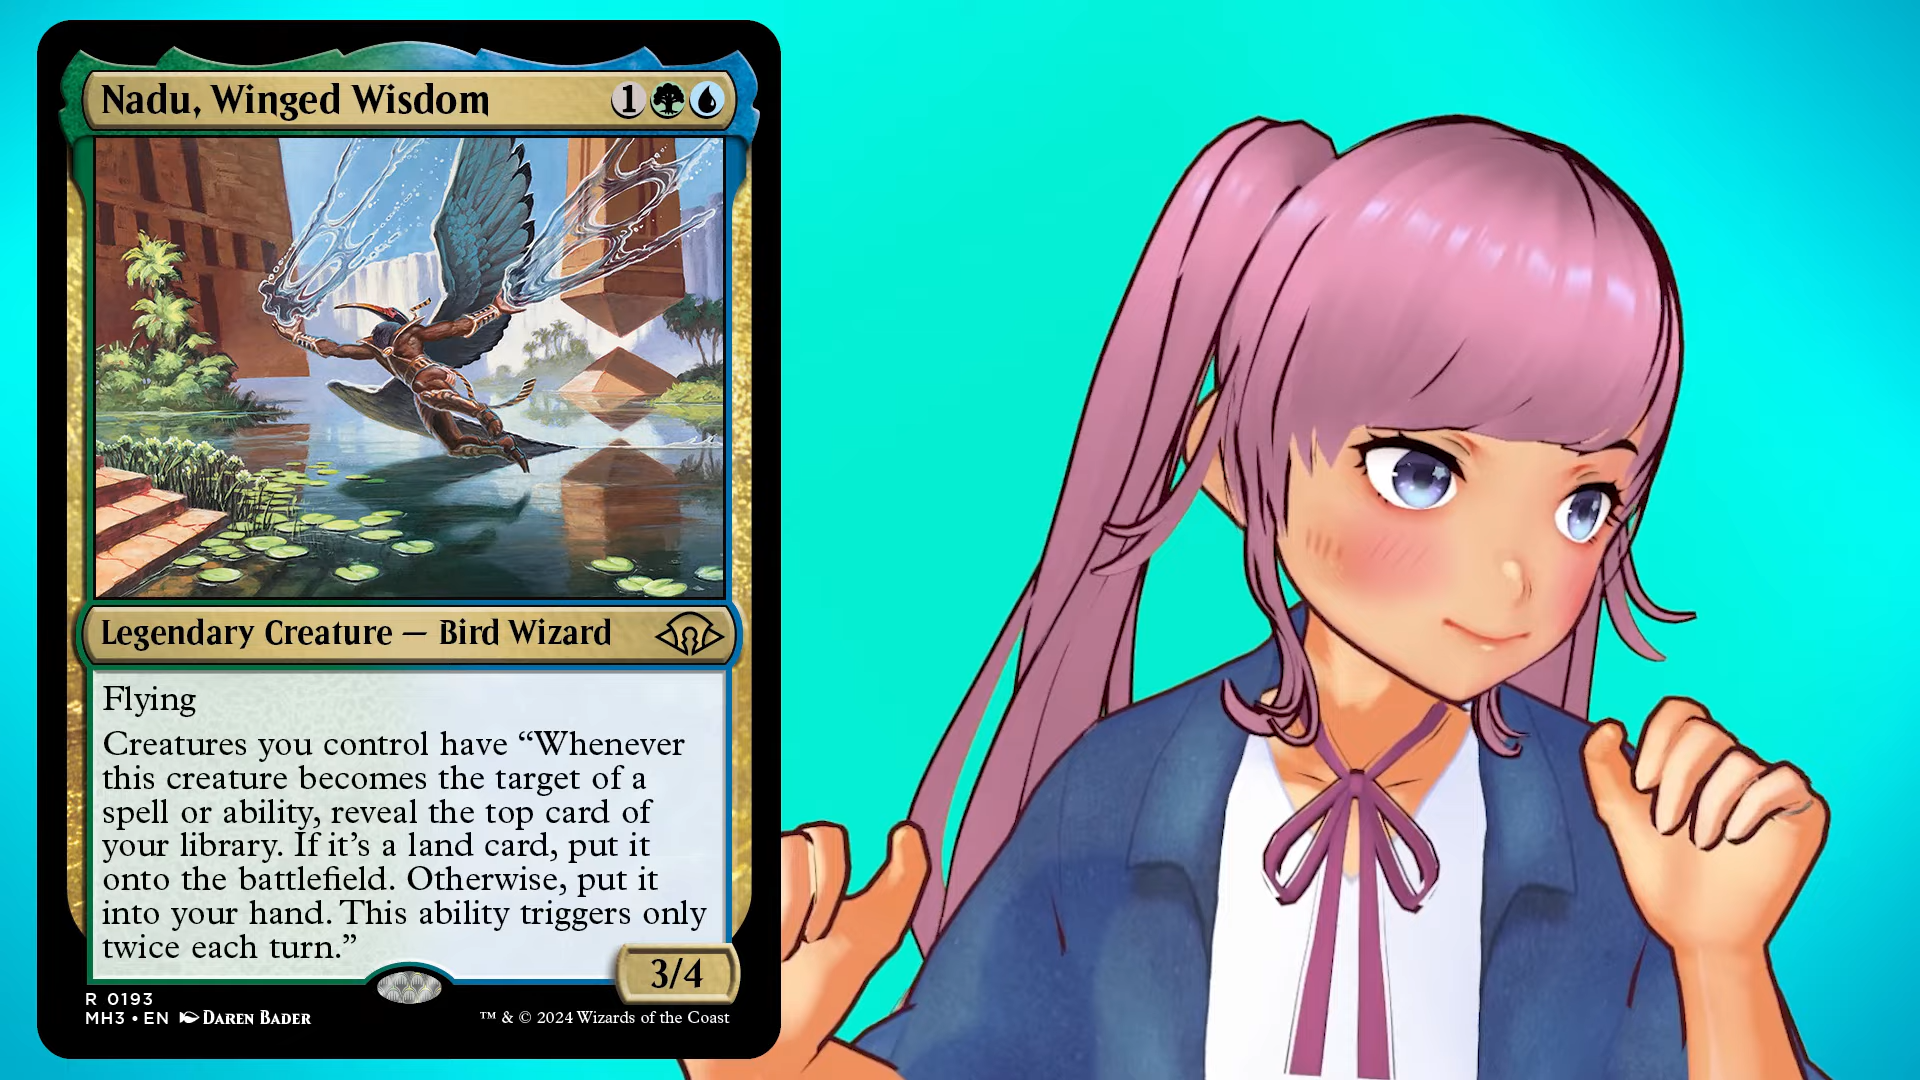 Nadu, Winged Wisdom 1
Legendary Creature — Bird Wizard
Flying
Creatures you control have “Whenever
this creature becomes the target of a
spell or ability, reveal the top card of
your library. If it’s a land card, put it
onto the battlefield. Otherwise, put it
into your hand. This ability triggers only
twice each turn.”
3/4
R 0193
MH3 • EN DAREN BADER
™ & © 2024 Wizards of the Coast